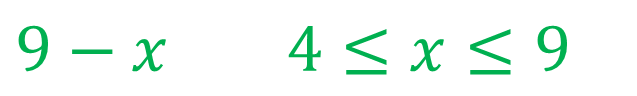 9 − x 4 ≤ x ≤ 9